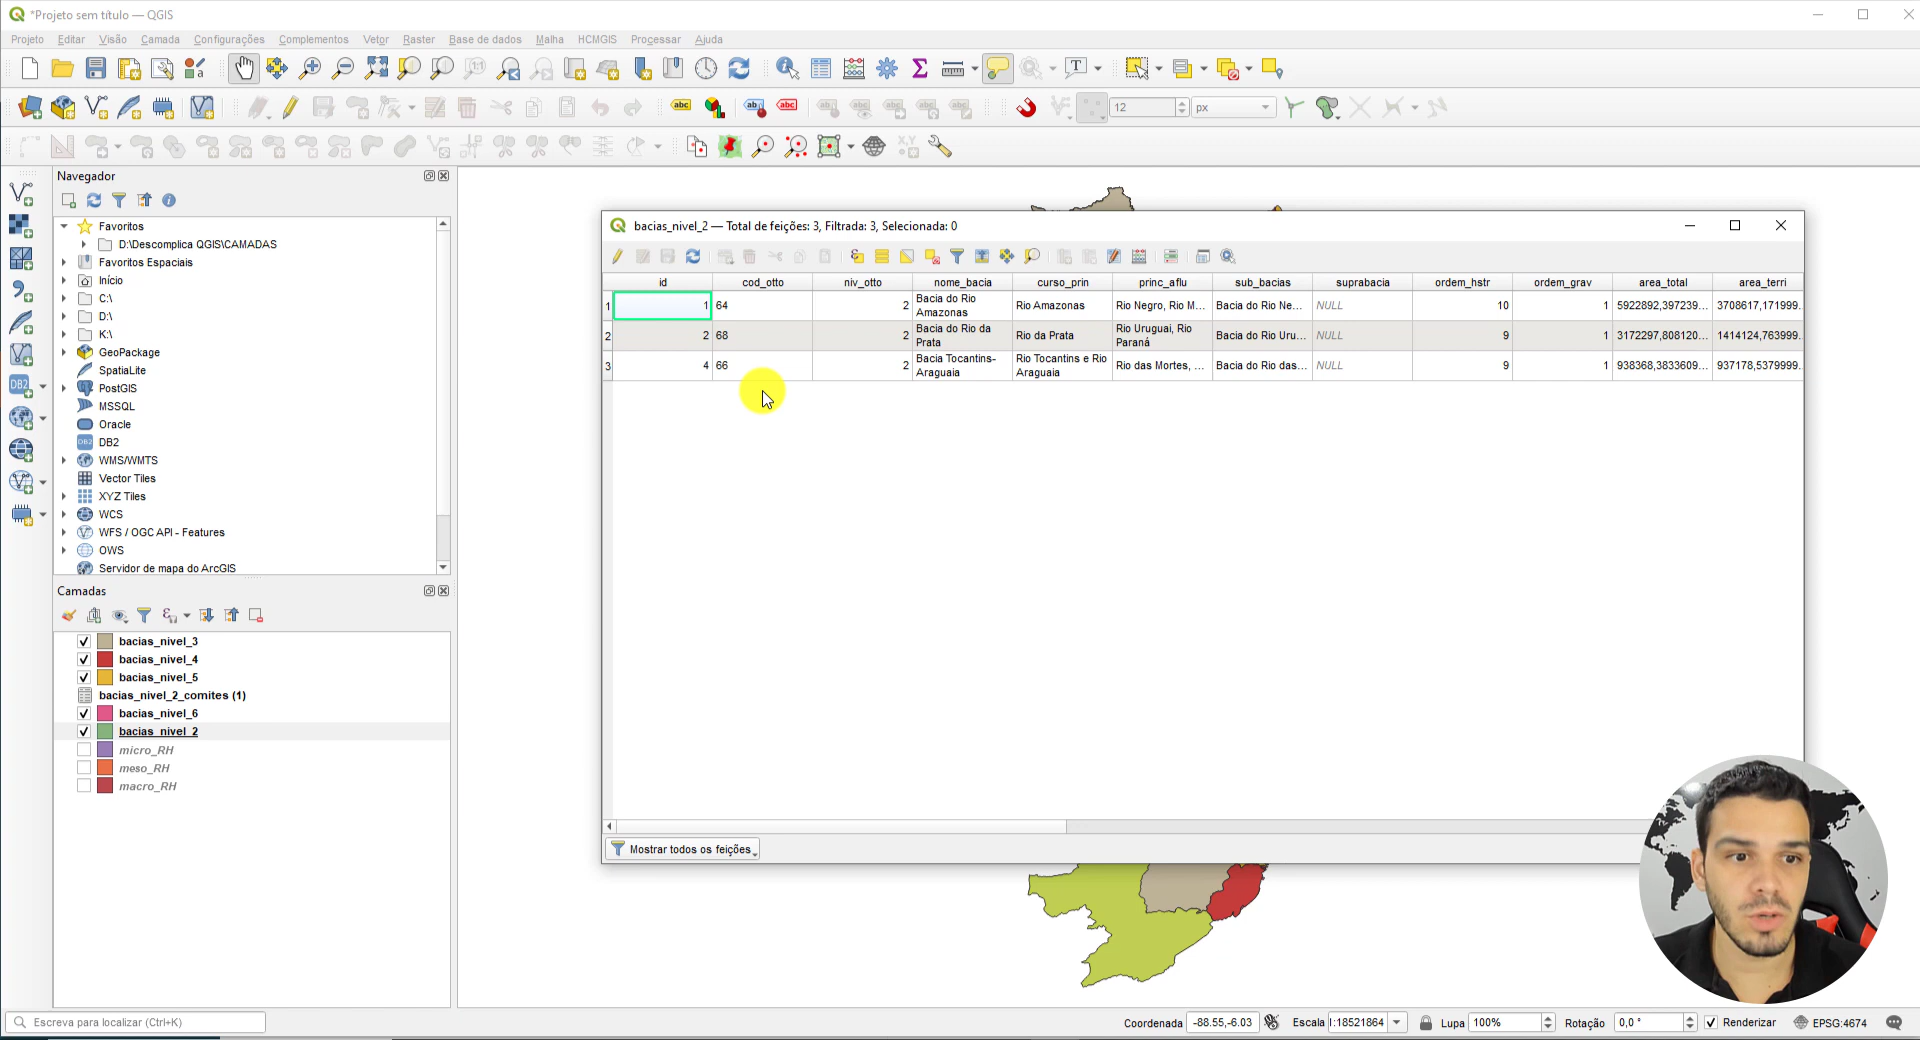 *Projeto sem título — QGIS
Projeto Editar Visão Camada Configurações Complementos Vetor Raster Base de dados Malha HCMGIS Processar Ajuda
abc abc abc
12 px
X,Y
Navegador
Favoritos
D:\Descomplica QGIS\CAMADAS
Favoritos Espaciais
Início
C:\
D:\
K:\
GeoPackage
SpatiaLite
PostGIS
MSSQL
Oracle
DB2
WMS/WMTS
Vector Tiles
XYZ Tiles
WCS
WFS / OGC API - Features
OWS
Servidor de mapa do ArcGIS
Camadas
bacias_nivel_3
bacias_nivel_4
bacias_nivel_5
bacias_nivel_2_comites (1)
bacias_nivel_6
bacias_nivel_2
micro_RH
meso_RH
macro_RH
bacias_nivel_2 — Total de feições: 3, Filtrada: 3, Selecionada: 0
id cod_otto niv_otto nome_bacia curso_prin princ_aflu sub_bacias suprabacia ordem_hstr ordem_grav area_total area_terri
1 1 64 2 Bacia do Rio Amazonas Rio Amazonas Rio Negro, Rio M... Bacia do Rio Ne... NULL 10 1 5922892,397239... 3708617,171999...
2 2 68 2 Bacia do Rio da Prata Rio da Prata Rio Uruguai, Rio Paraná Bacia do Rio Uru... NULL 9 1 3172297,808120... 1414124,763999...
3 4 66 2 Bacia Tocantins-Araguaia Rio Tocantins e Rio Araguaia Rio das Mortes, ... Bacia do Rio das... NULL 9 1 938368,3833609... 937178,5379999...
Mostrar todos os feições
Escreva para localizar (Ctrl+K)
Coordenada -88.55,-6.03 Escala 1:18521864 Lupa 100% Rotação 0,0 ° Renderizar EPSG:4674